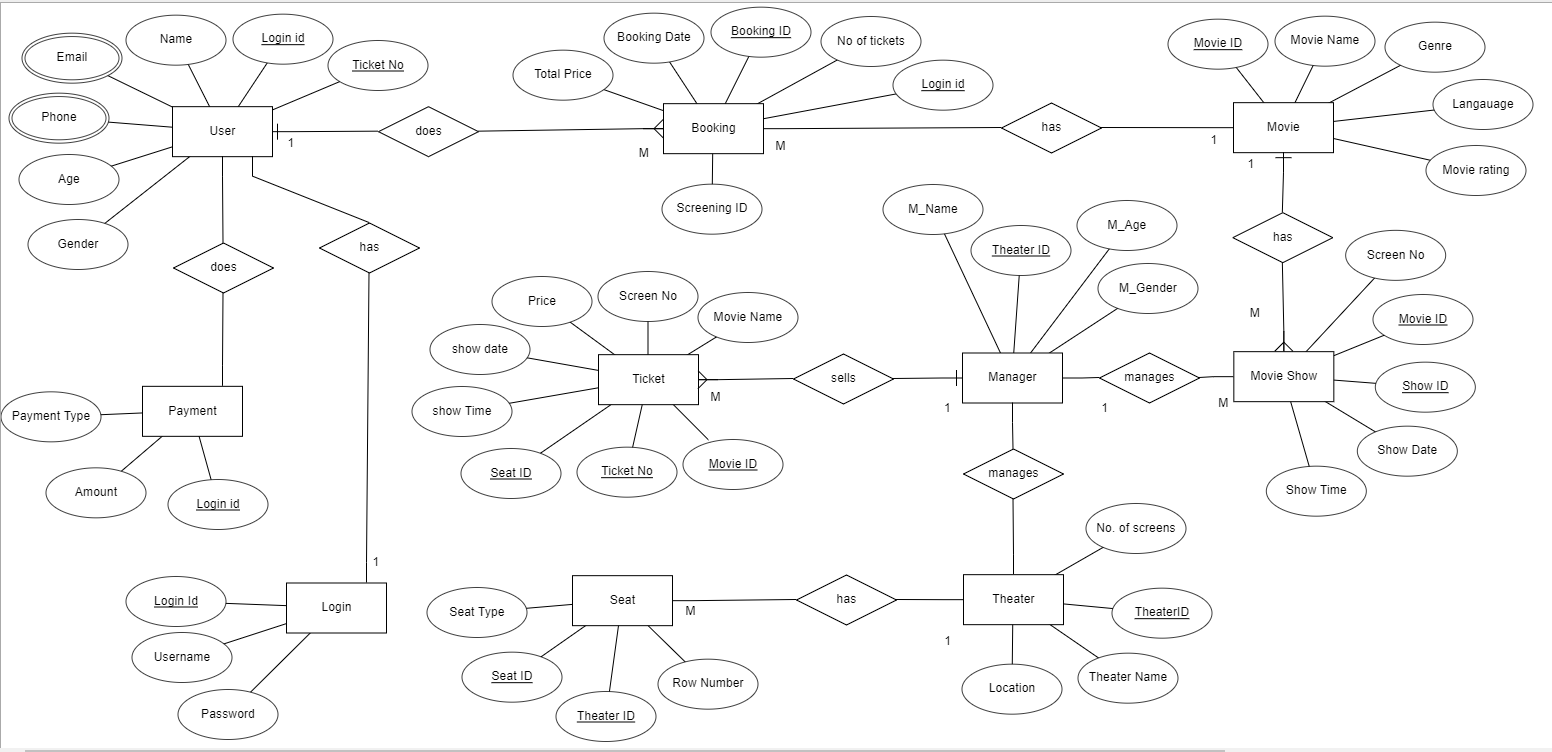 Email
Name
Login id
Ticket No
Phone
Age
Gender
User
1
does
M
Total Price
Booking Date
Booking ID
No of tickets
Login id
Booking
M
Screening ID
has
1
Movie ID
Movie Name
Genre
Langauage
Movie rating
Movie
1
has
M
does
has
1
Payment
Payment Type
Amount
Login id
Login
Login Id
Username
Password
Price
Screen No
Movie Name
show date
show Time
Seat ID
Ticket No
Movie ID
Ticket
M
sells
1
M_Name
Theater ID
M_Age
M_Gender
Manager
manages
1
M
Movie Show
Screen No
Movie ID
Show ID
Show Date
Show Time
manages
Seat Type
Seat ID
Theater ID
Row Number
Seat
M
has
1
Theater
No. of screens
TheaterID
Theater Name
Location